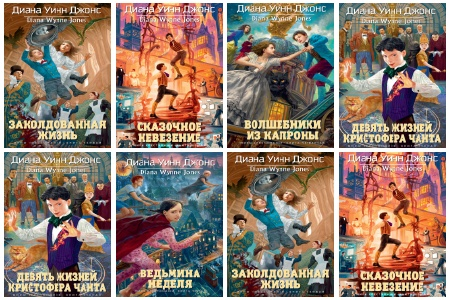 Диана Уинн Джонс
Diana Wynne Jones
ЗАКОЛДОВАННАЯ
ЖИЗНЬ
Диана Уинн Джонс
Diana Wynne Jones
СКАЗОЧНОЕ
НЕВЕЗЕНИЕ
Диана Уинн Джонс
Diana Wynne Jones
ВОЛШЕБНИКИ
ИЗ КАПРОНЫ
Диана Уинн Джонс
Diana Wynne Jones
ДЕВЯТЬ ЖИЗНЕЙ
КРИСТОФЕРА ЧАНТА
Диана Уинн Джонс
Diana Wynne Jones
ДЕВЯТЬ ЖИЗНЕЙ
КРИСТОФЕРА ЧАНТА
Диана Уинн Джонс
Diana Wynne Jones
ВЕДЬМИНА
НЕДЕЛЯ
Диана Уинн Джонс
Diana Wynne Jones
ЗАКОЛДОВАННАЯ
ЖИЗНЬ
Диана Уинн Джонс
Diana Wynne Jones
СКАЗОЧНОЕ
НЕВЕЗЕНИЕ